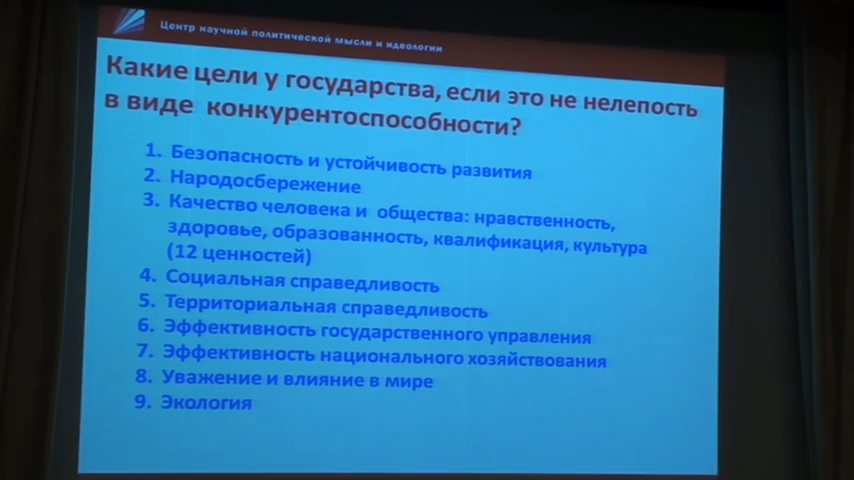 Центр научной политической мысли и идеологии
Какие цели у государства, если это не нелепость
в виде конкурентоспособности?
1. Безопасность и устойчивость развития
2. Народосбережение
3. Качество человека и общества: нравственность,
здоровье, образованность, квалификация, культура
(12 ценностей)
4. Социальная справедливость
5. Территориальная справедливость
6. Эффективность государственного управления
7. Эффективность национального хозяйствования
8. Уважение и влияние в мире
9. Экология